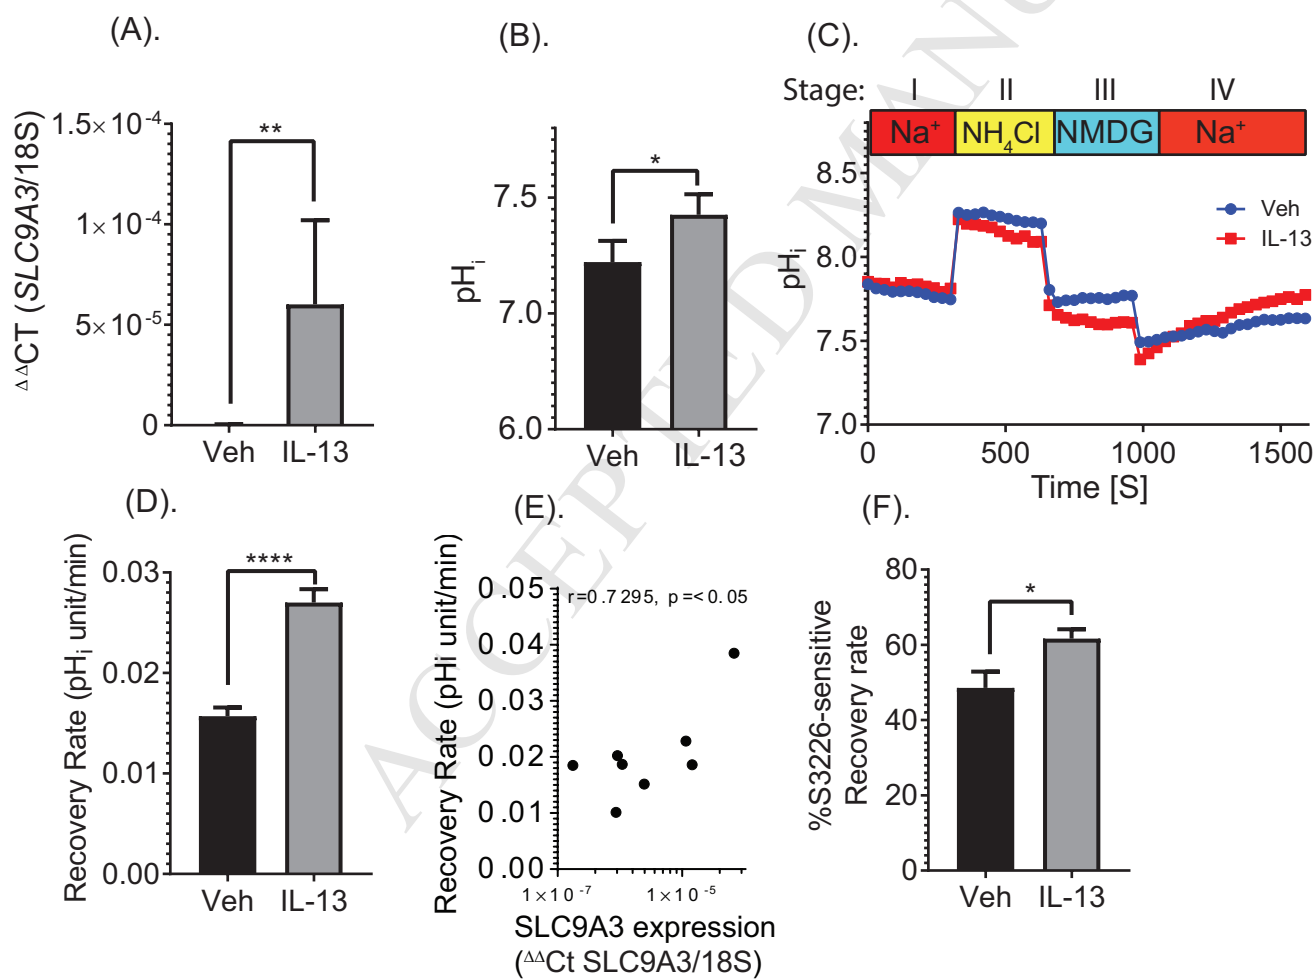 (A).
ΔΔCT (SLC9A3/18S)
1.5× 10⁻⁴
1× 10⁻⁴
5× 10⁻⁵
0
**
Veh IL-13
(B).
pHᵢ
7.5
7.0
6.0
*
Veh IL-13
(C).
Stage: I II III IV
Na⁺ NH₄Cl NMDG Na⁺
pHᵢ
8.5
8.0
7.5
7.0
Veh
IL-13
0 500 1000 1500
Time [S]
(D).
Recovery Rate (pHᵢ unit/min)
0.03
0.02
0.01
0.00
****
Veh IL-13
(E).
Recovery Rate (pHi unit/min)
0.05
0.04
0.03
0.02
0.01
0.00
r=0.7295, p=<0.05
1×10⁻⁷ 1×10⁻⁵
SLC9A3 expression
(ΔΔCt SLC9A3/18S)
(F).
%S3226-sensitive
Recovery rate
80
60
40
20
0
*
Veh IL-13
ACCEPTED MANU